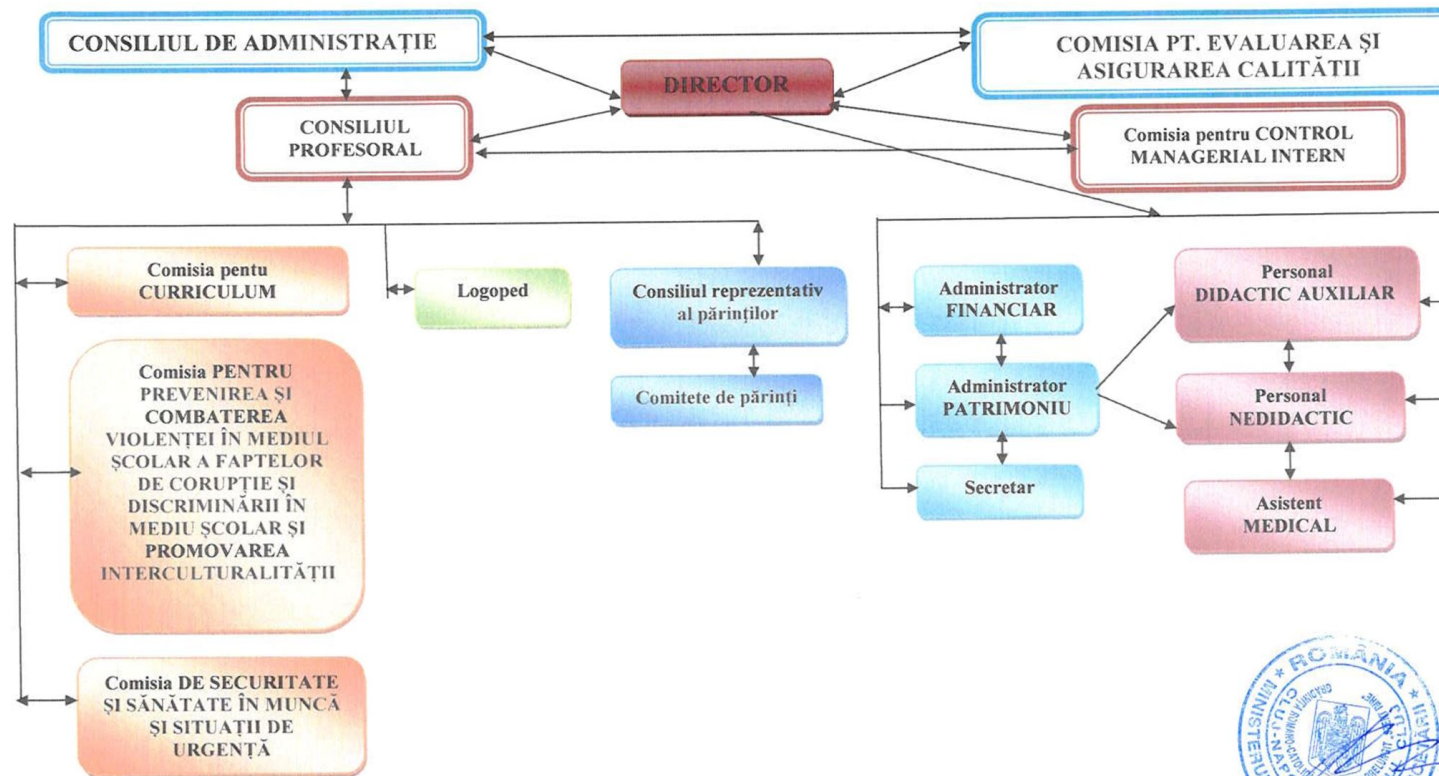 CONSILIUL DE ADMINISTRAȚIE
COMISIA PT. EVALUAREA ȘI
ASIGURAREA CALITĂTII
DIRECTOR
CONSILIUL
PROFESORAL
Comisia pentru CONTROL
MANAGERIAL INTERN
Comisia pentu
CURRICULUM
Logoped
Consiliul reprezentativ
al părinților
Comitete de părinți
Administrator
FINANCIAR
Personal
DIDACTIC AUXILIAR
Administrator
PATRIMONIU
Personal
NEDIDACTIC
Secretar
Asistent
MEDICAL
Comisia PENTRU
PREVENIREA ȘI
COMBATEREA
VIOLENȚEI ÎN MEDIUL
ȘCOLAR A FAPTELOR
DE CORUPȚIE ȘI
DISCRIMINĂRII ÎN
MEDIU ȘCOLAR ȘI
PROMOVAREA
INTERCULTURALITĂȚII
Comisia DE SECURITATE
ȘI SĂNĂTATE ÎN MUNCĂ
ȘI SITUAȚII DE
URGENȚĂ
ROMÂNIA